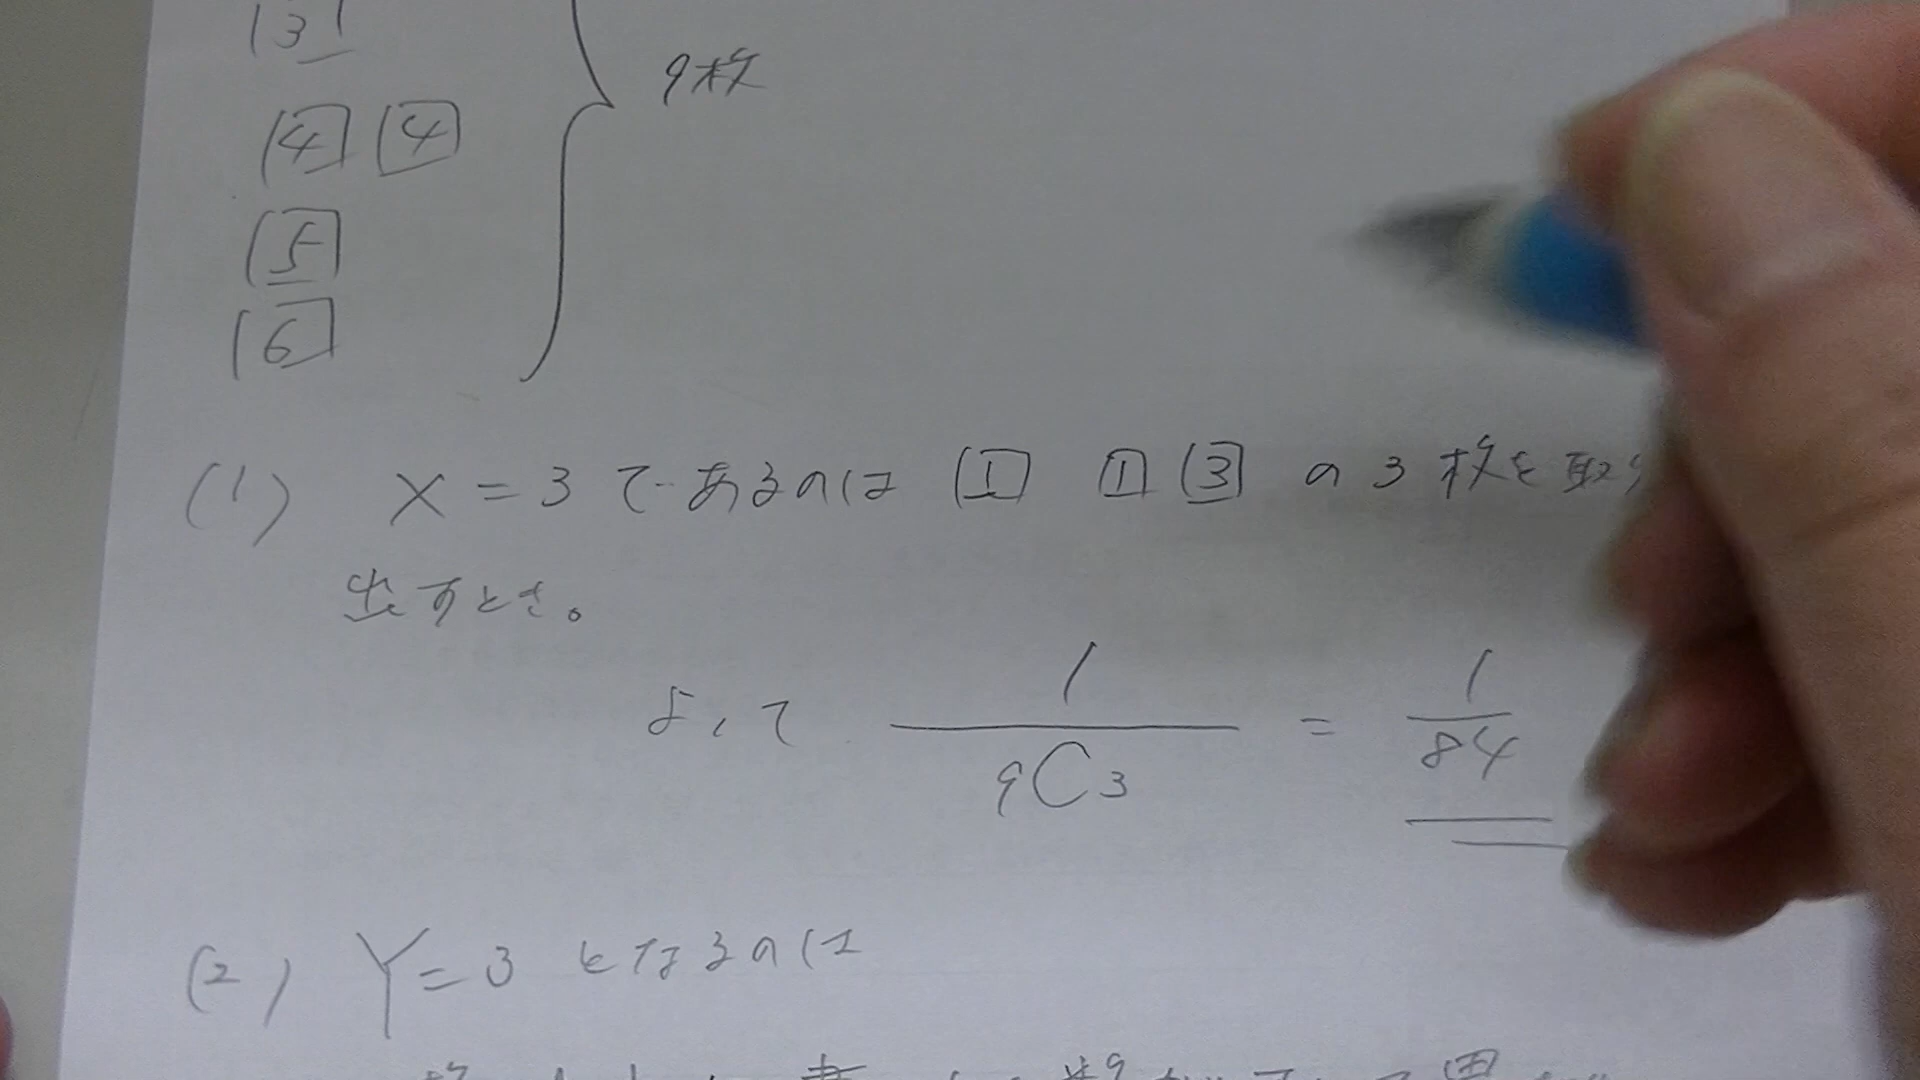 3
9枚
4 4
5
6
(1) X=3であるのは 1 1 3 の3枚を取り
出すとき。
よって 1/9C3 = 1/84
(2) Y=3となるのは